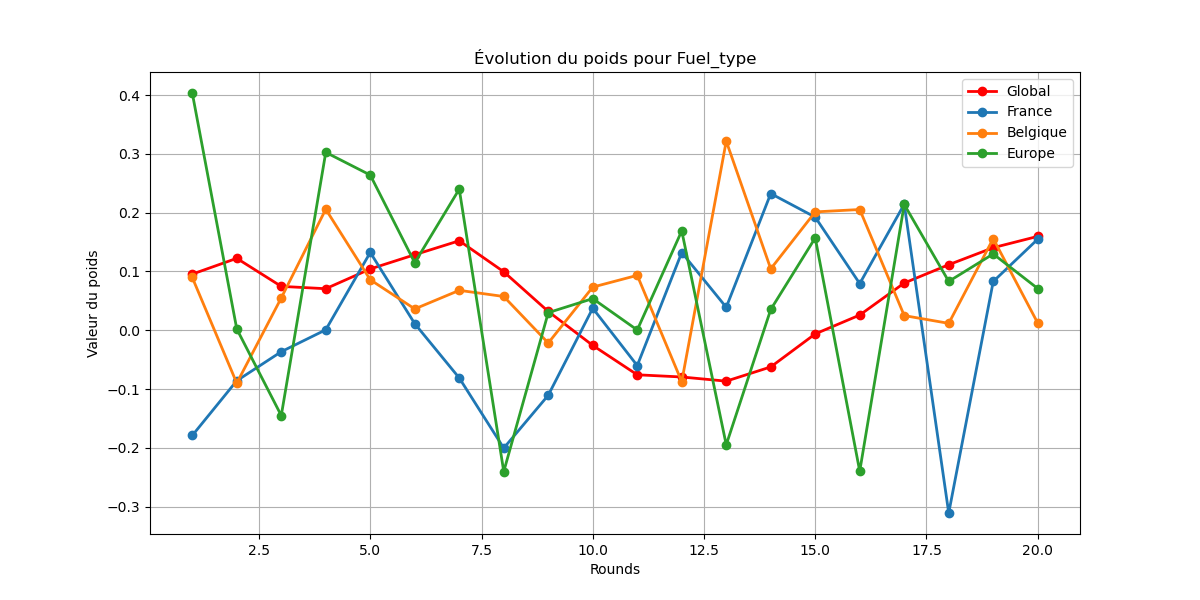 Évolution du poids pour Fuel_type
Global
France
Belgique
Europe
Valeur du poids
0.4
0.3
0.2
0.1
0.0
−0.1
−0.2
−0.3
2.5 5.0 7.5 10.0 12.5 15.0 17.5 20.0
Rounds